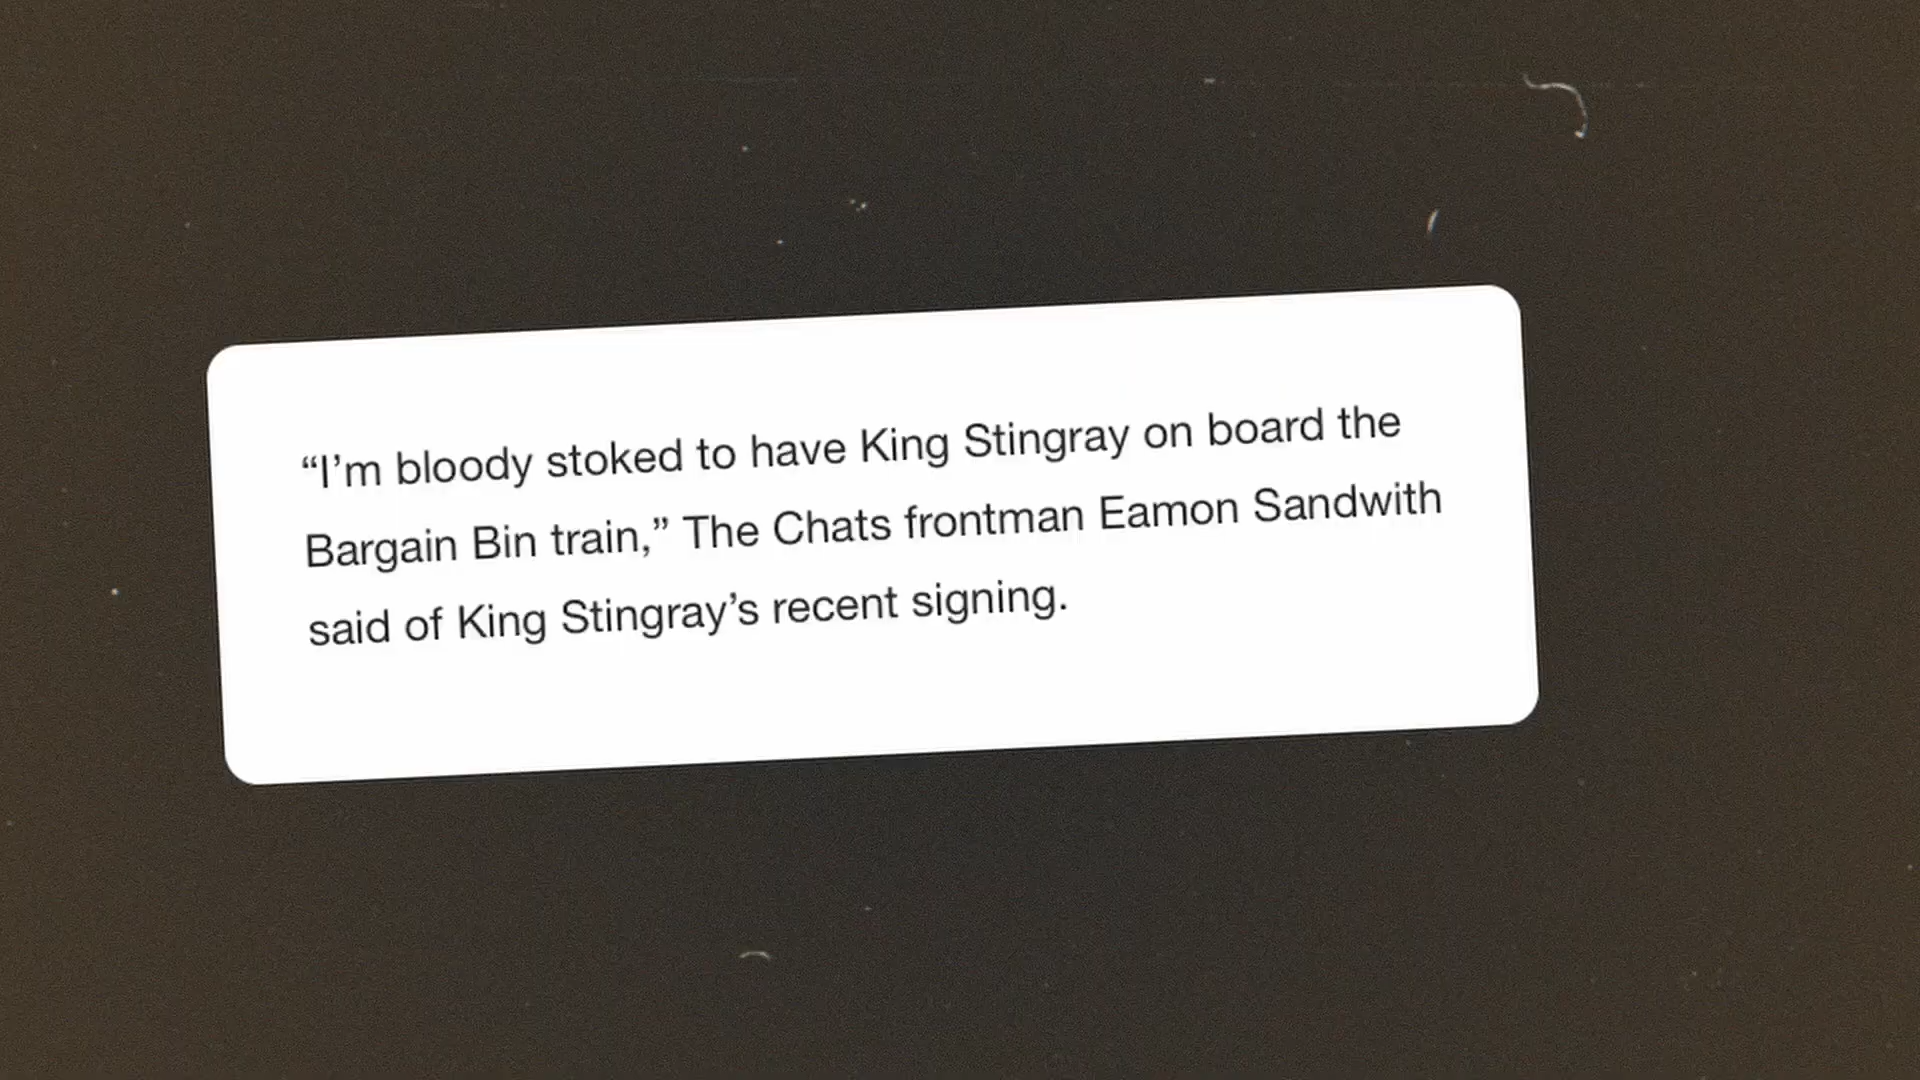 “I’m bloody stoked to have King Stingray on board the
Bargain Bin train,” The Chats frontman Eamon Sandwith
said of King Stingray’s recent signing.